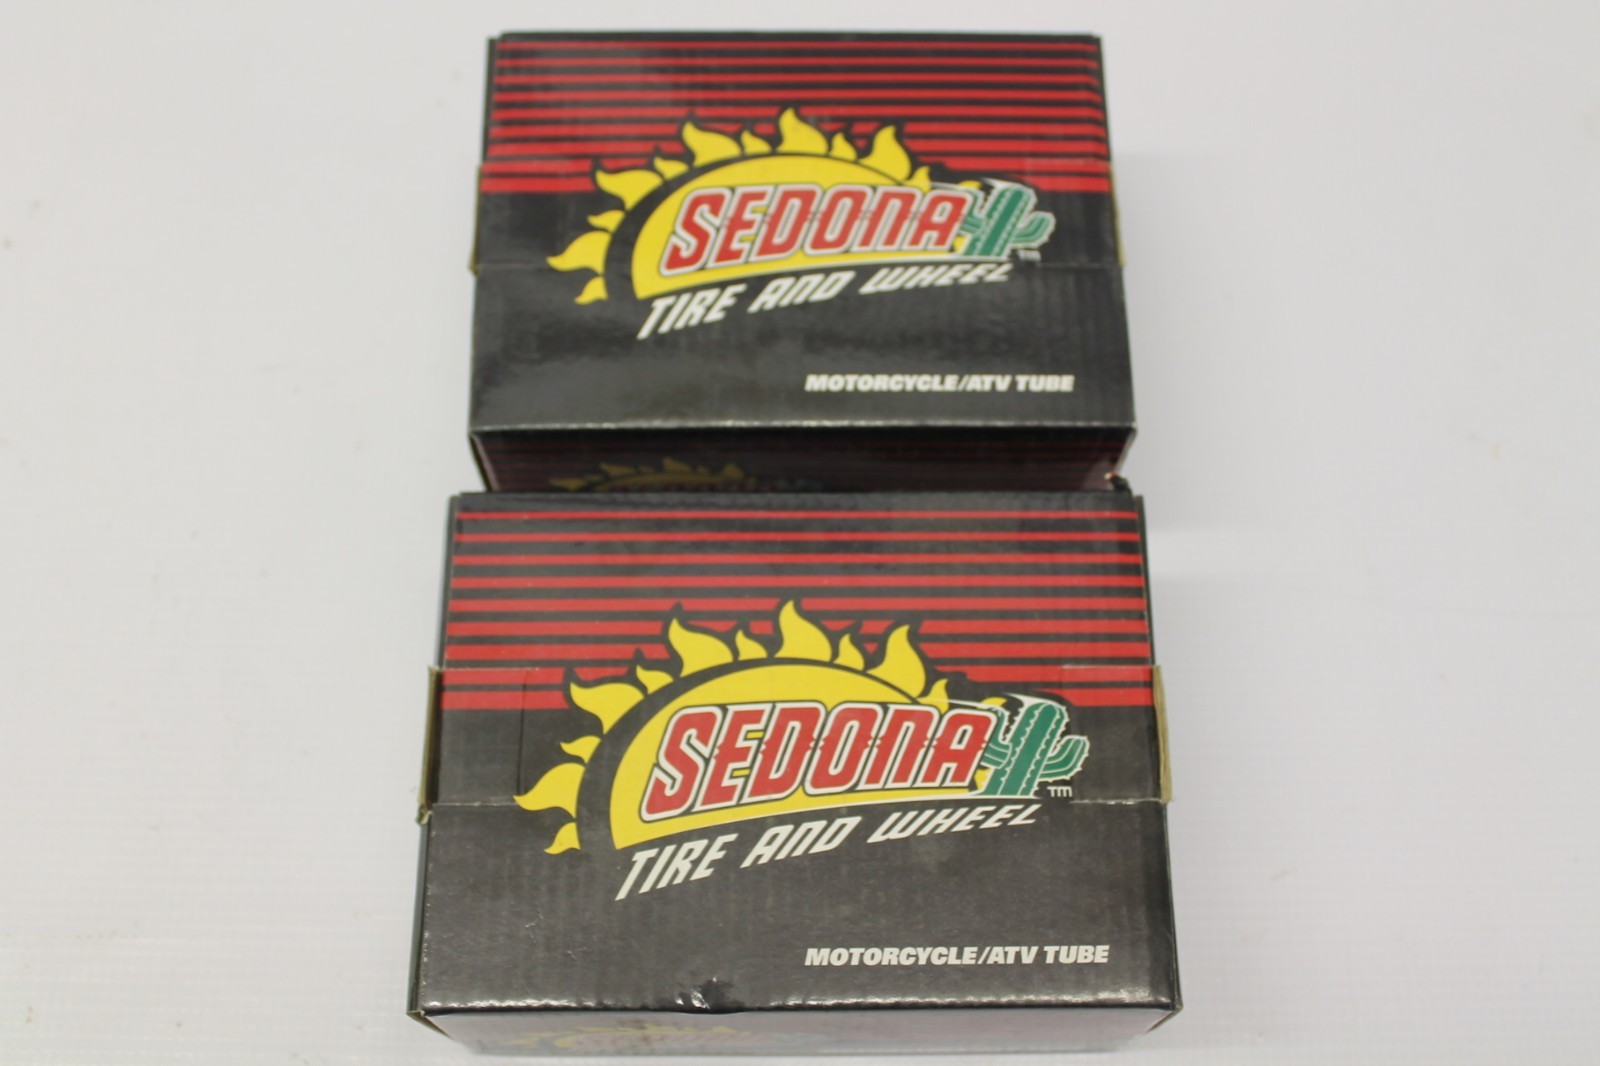 SEDONA
TM
TIRE AND WHEEL
MOTORCYCLE/ATV TUBE
SEDONA
TM
TIRE AND WHEEL
MOTORCYCLE/ATV TUBE